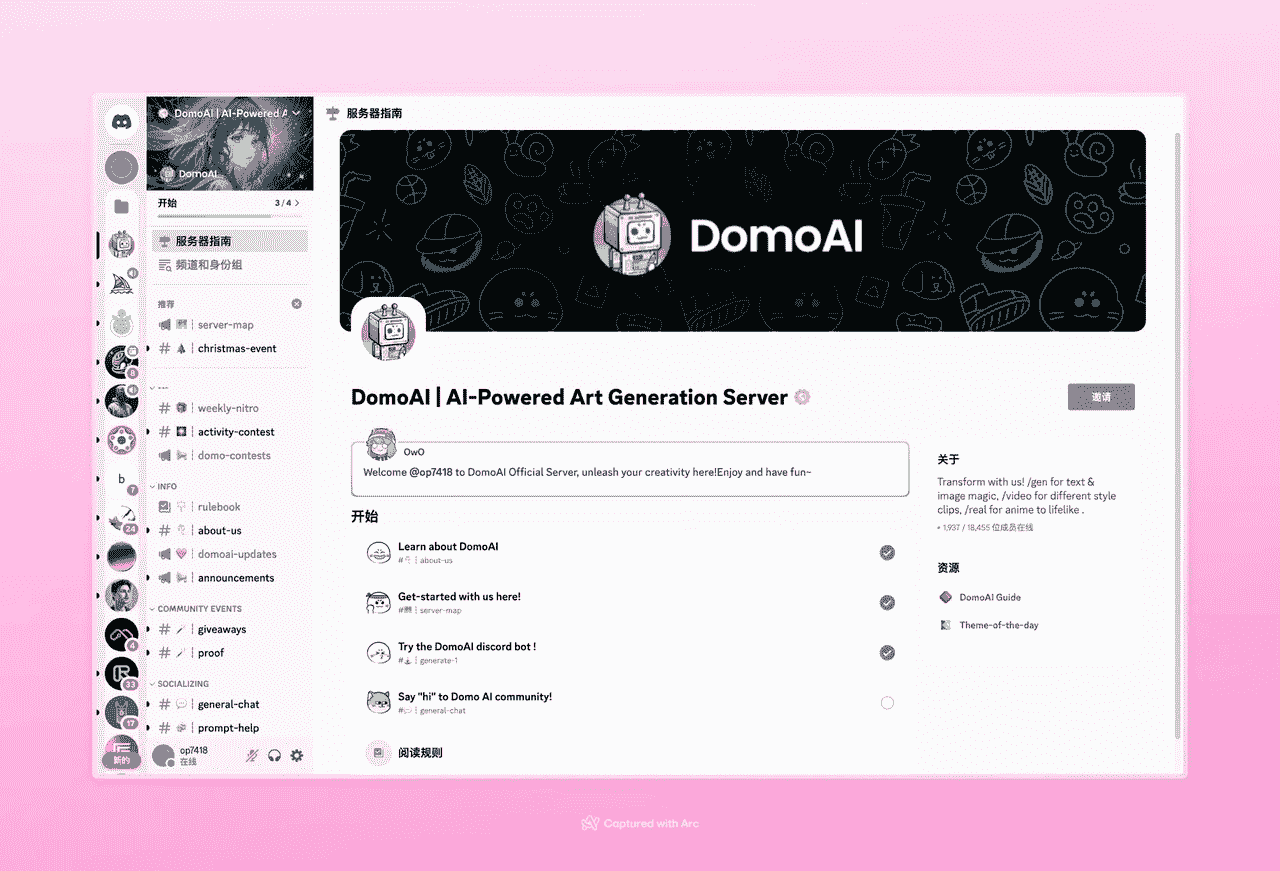 DomoAI | AI-Powered A
DomoAI
开始
3 / 4
服务器指南
频道和身份组
推荐
server-map
christmas-event
---
weekly-nitro
activity-contest
domo-contests
INFO
rulebook
about-us
domoai-updates
announcements
COMMUNITY EVENTS
giveaways
proof
SOCIALIZING
general-chat
prompt-help
op7418
在线
8
b
7
24
4
33
17
新的
服务器指南
DomoAI
DomoAI | AI-Powered Art Generation Server
邀请
OwO
Welcome @op7418 to DomoAI Official Server, unleash your creativity here!Enjoy and have fun~
开始
Learn about DomoAI
# | about-us
Get-started with us here!
# | server-map
Try the DomoAI discord bot !
# | generate-1
Say "hi" to Domo AI community!
# | general-chat
阅读规则
关于
Transform with us! /gen for text &
image magic, /video for different style
clips, /real for anime to lifelike .
• 1,937 / 18,455 位成员在线
资源
DomoAI Guide
Theme-of-the-day
Captured with Arc